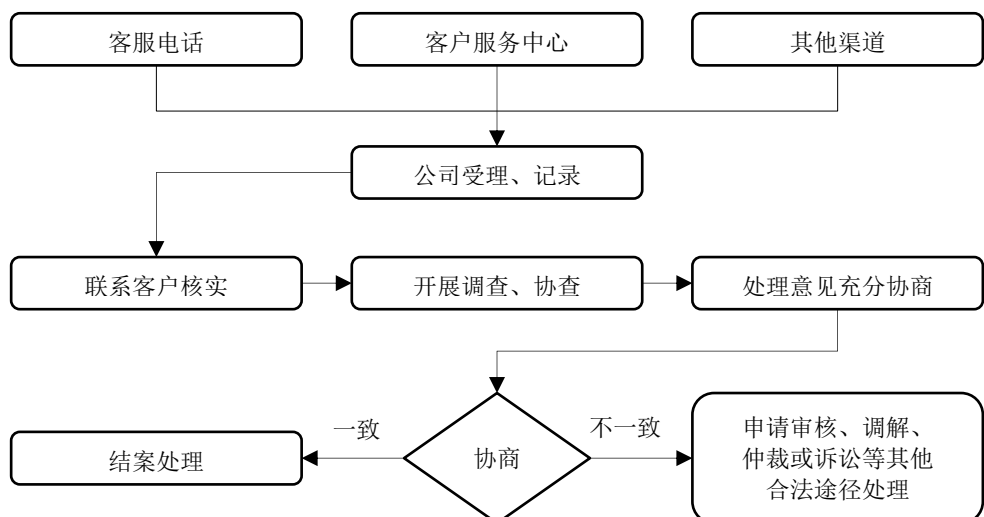 客服电话
客户服务中心
其他渠道
公司受理、记录
联系客户核实
开展调查、协查
处理意见充分协商
一致
不一致
结案处理
协商
申请审核、调解、
仲裁或诉讼等其他
合法途径处理